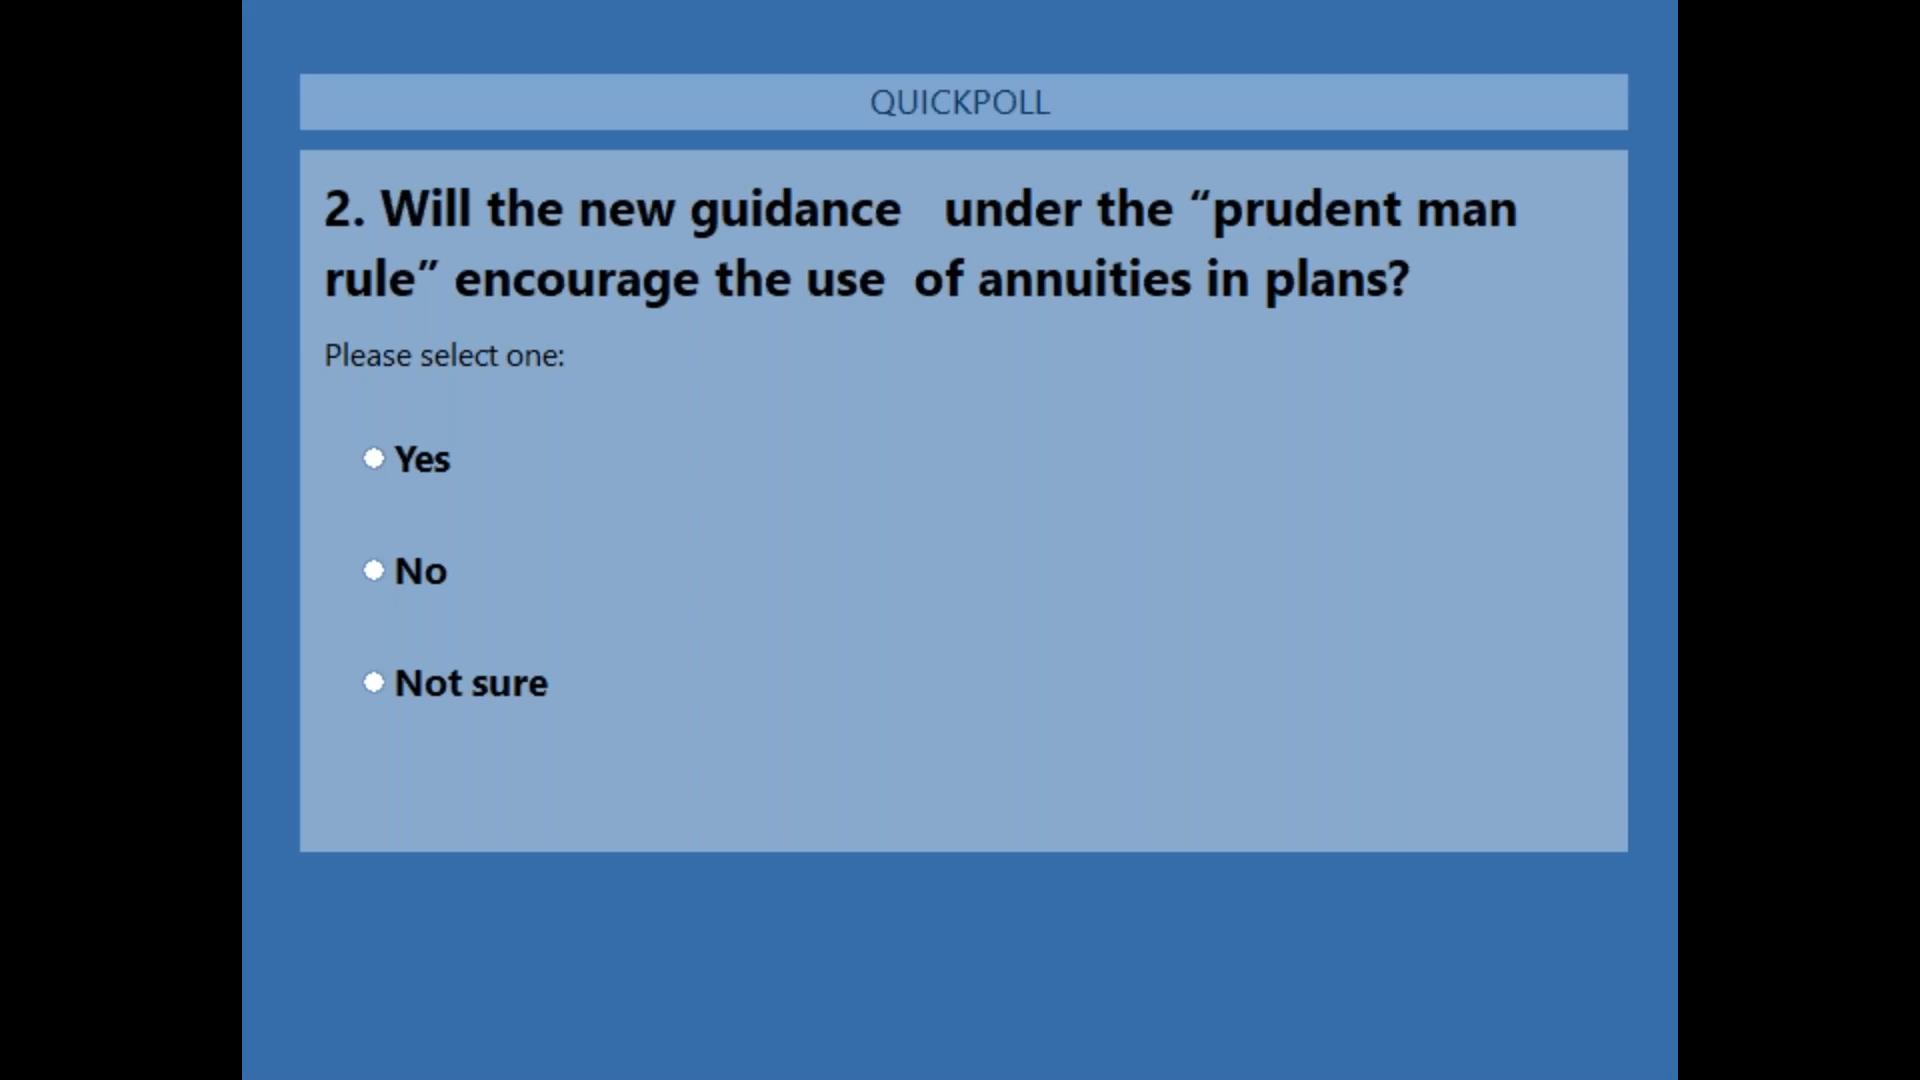 QUICKPOLL
2. Will the new guidance   under the “prudent man
rule” encourage the use  of annuities in plans?
Please select one:
Yes
No
Not sure